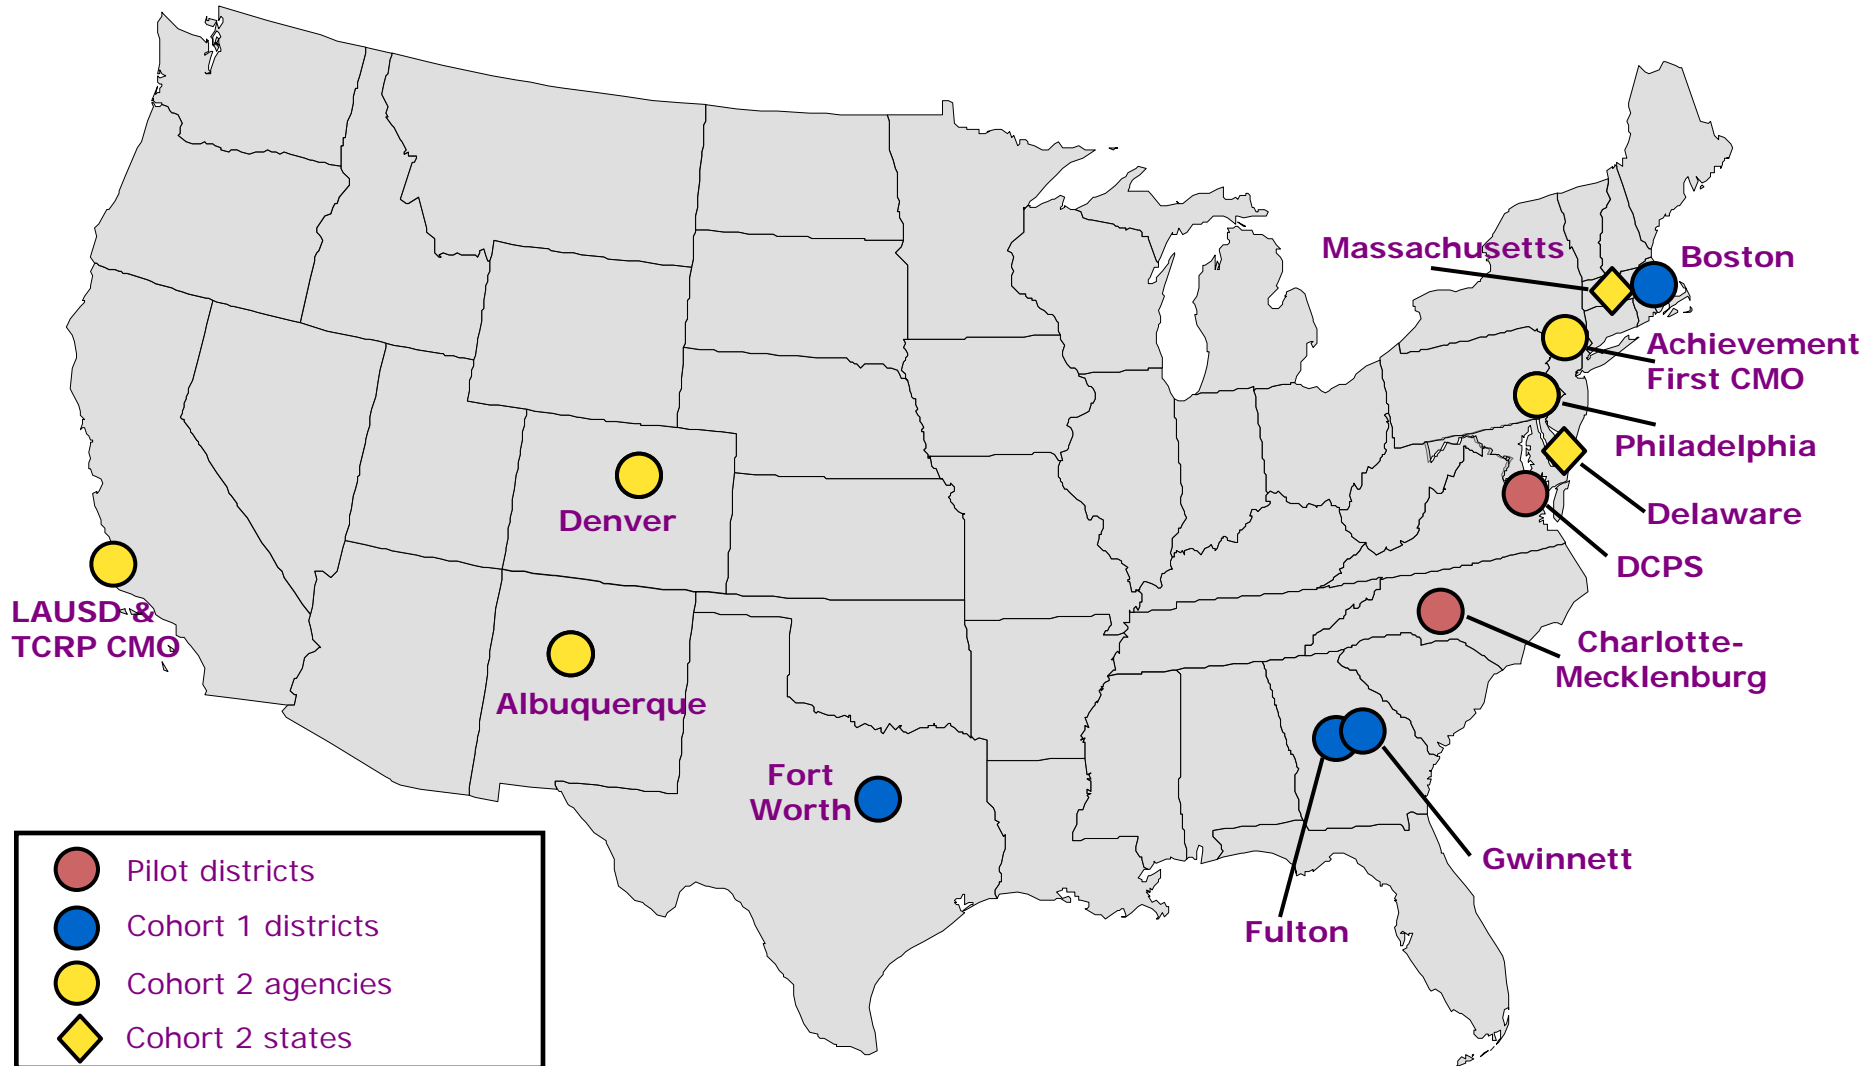 Massachusetts
Boston
Achievement
First CMO
Philadelphia
Delaware
DCPS
Charlotte-
Mecklenburg
Denver
LAUSD &
TCRP CMO
Albuquerque
Fort
Worth
Gwinnett
Fulton
Pilot districts
Cohort 1 districts
Cohort 2 agencies
Cohort 2 states